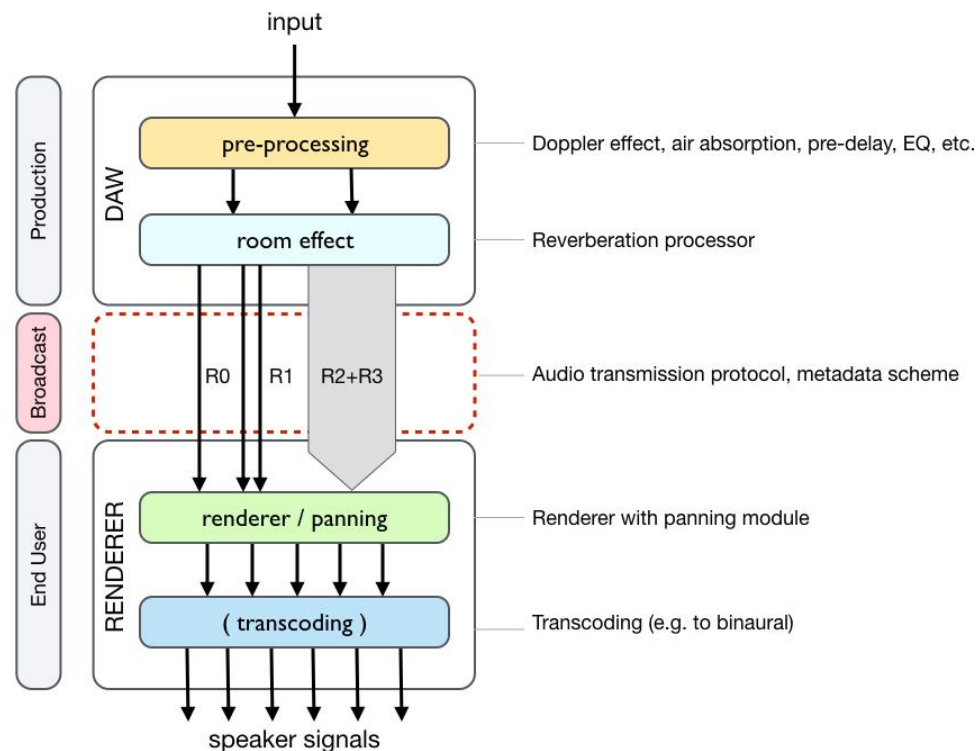 input
Production
DAW
pre-processing
Doppler effect, air absorption, pre-delay, EQ, etc.
room effect
Reverberation processor
Broadcast
R0
R1
R2+R3
Audio transmission protocol, metadata scheme
End User
RENDERER
renderer / panning
Renderer with panning module
( transcoding )
Transcoding (e.g. to binaural)
speaker signals